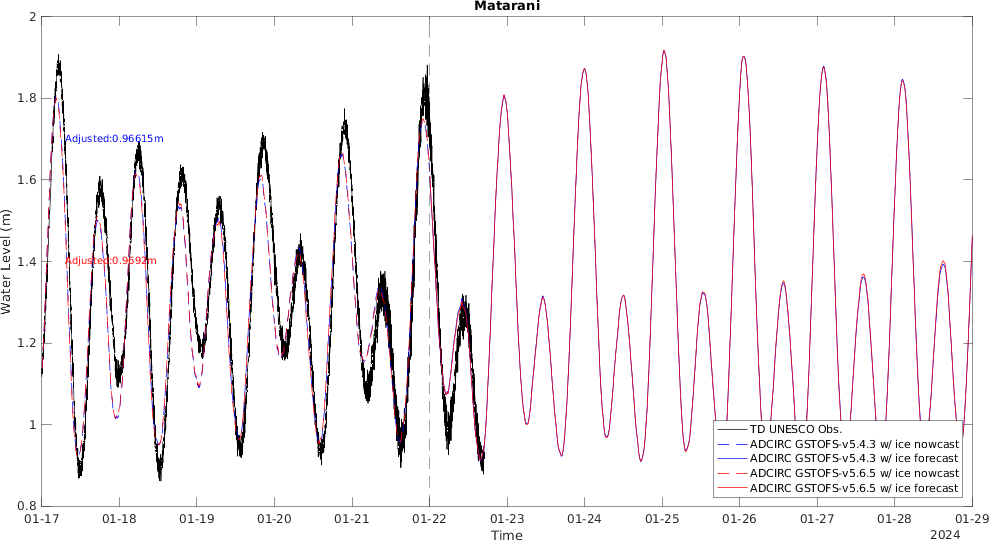 Matarani
2
1.8
1.6
1.4
1.2
1
0.8
Water Level (m)
Adjusted:0.96615m
Adjusted:0.9592m
TD UNESCO Obs.
ADCIRC GSTOFS-v5.4.3 w/ ice nowcast
ADCIRC GSTOFS-v5.4.3 w/ ice forecast
ADCIRC GSTOFS-v5.6.5 w/ ice nowcast
ADCIRC GSTOFS-v5.6.5 w/ ice forecast
01-17 01-18 01-19 01-20 01-21 01-22 01-23 01-24 01-25 01-26 01-27 01-28 01-29
Time
2024